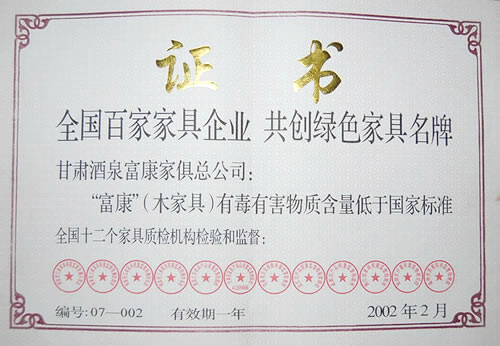 证书
全国百家家具企业 共创绿色家具名牌
甘肃酒泉富康家俱总公司：
“富康”（木家具）有毒有害物质含量低于国家标准
全国十二个家具质检机构检验和监督：
编号：07—002 有效期一年 2002年2月